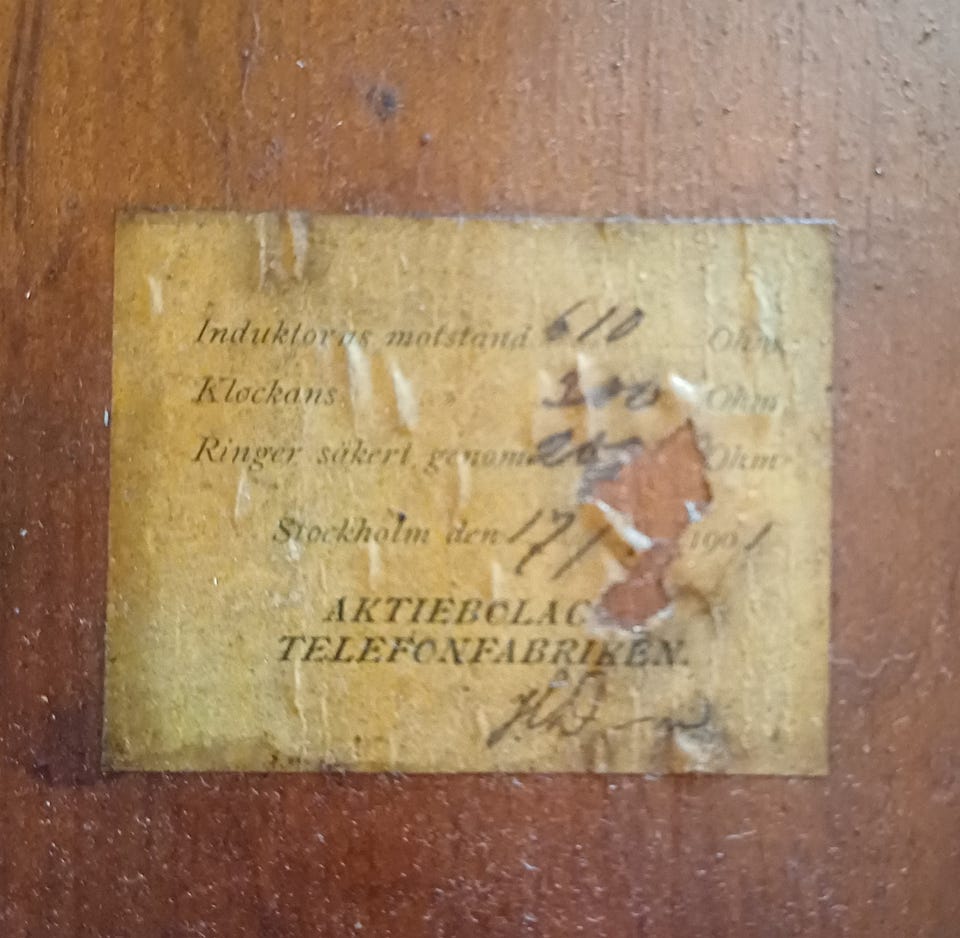 Induktorns motstånd 610 Ohm
Klockans 300 Ohm
Ringer säkert genom Ohm
Stockholm den 17/ 1901
AKTIEBOLAG
TELEFONFABRIKEN.